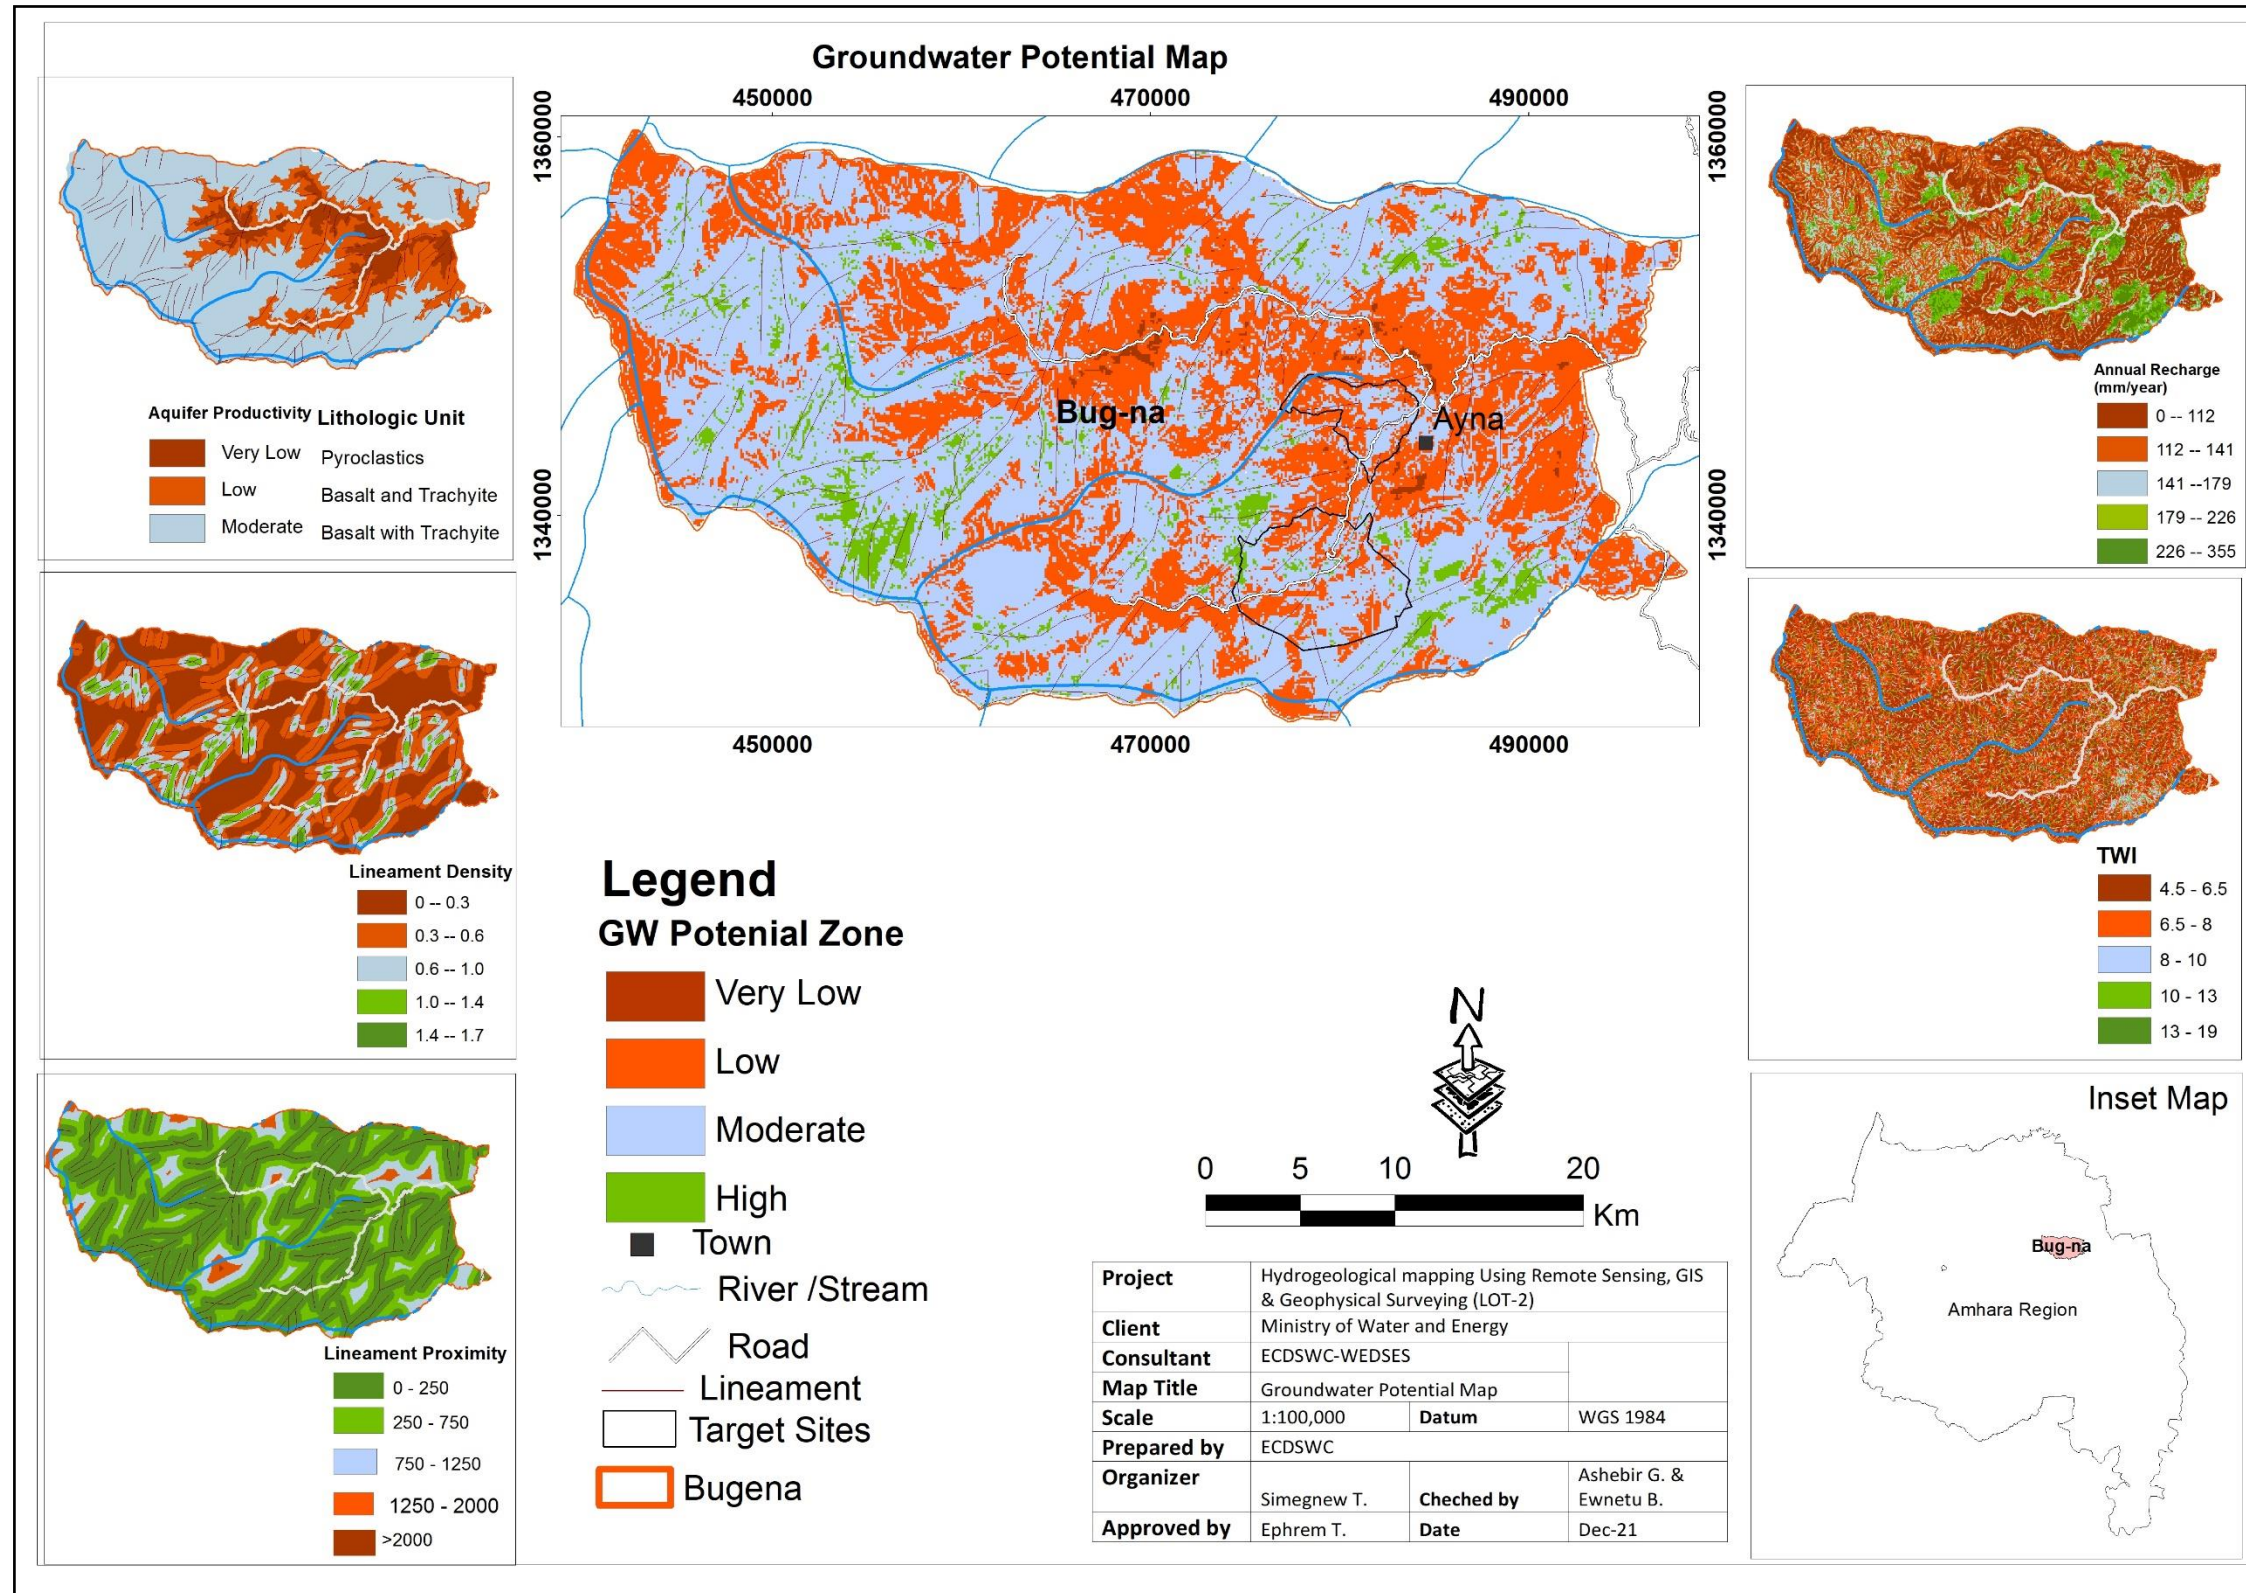 Groundwater Potential Map
450000
470000
490000
1360000
1340000
1360000
1340000
450000
470000
490000
Bug-na
Ayna
Aquifer Productivity Lithologic Unit
Very Low Pyroclastics
Low Basalt and Trachyite
Moderate Basalt with Trachyite
Lineament Density
0 -- 0.3
0.3 -- 0.6
0.6 -- 1.0
1.0 -- 1.4
1.4 -- 1.7
Lineament Proximity
0 - 250
250 - 750
750 - 1250
1250 - 2000
>2000
Legend
GW Potenial Zone
Very Low
Low
Moderate
High
Town
River /Stream
Road
Lineament
Target Sites
Bugena
N
0 5 10 20
Km
Project Hydrogeological mapping Using Remote Sensing, GIS
& Geophysical Surveying (LOT-2)
Client Ministry of Water and Energy
Consultant ECDSWC-WEDSES
Map Title Groundwater Potential Map
Scale 1:100,000 Datum WGS 1984
Prepared by ECDSWC
Organizer Simegnew T. Cheched by Ashebir G. &
Ewnetu B.
Approved by Ephrem T. Date Dec-21
Annual Recharge
(mm/year)
0 -- 112
112 -- 141
141 --179
179 -- 226
226 -- 355
TWI
4.5 - 6.5
6.5 - 8
8 - 10
10 - 13
13 - 19
Inset Map
Bug-na
Amhara Region